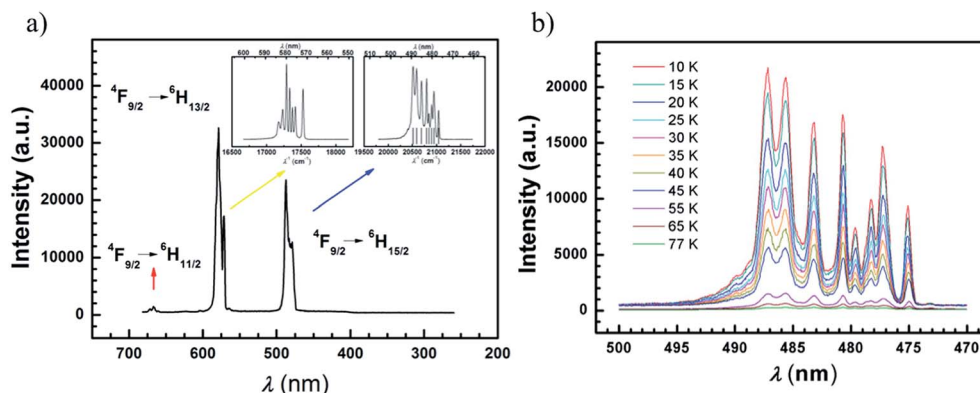 a)
Intensity (a.u.)
50000
40000
30000
20000
10000
0
700
600
500
400
300
200
λ (nm)
⁴F₉/₂ → ⁶H₁₃/₂
⁴F₉/₂ → ⁶H₁₁/₂
⁴F₉/₂ → ⁶H₁₅/₂
λ (nm)
600 590 580 570 560 550
16500 17250 18000
λ⁻¹ (cm⁻¹)
λ (nm)
510 500 490 480 470 460
19500 20000 20500 21000 21500 22000
λ⁻¹ (cm⁻¹)
b)
Intensity (a.u.)
20000
15000
10000
5000
0
10 K
15 K
20 K
25 K
30 K
35 K
40 K
45 K
55 K
65 K
77 K
500 495 490 485 480 475 470
λ (nm)